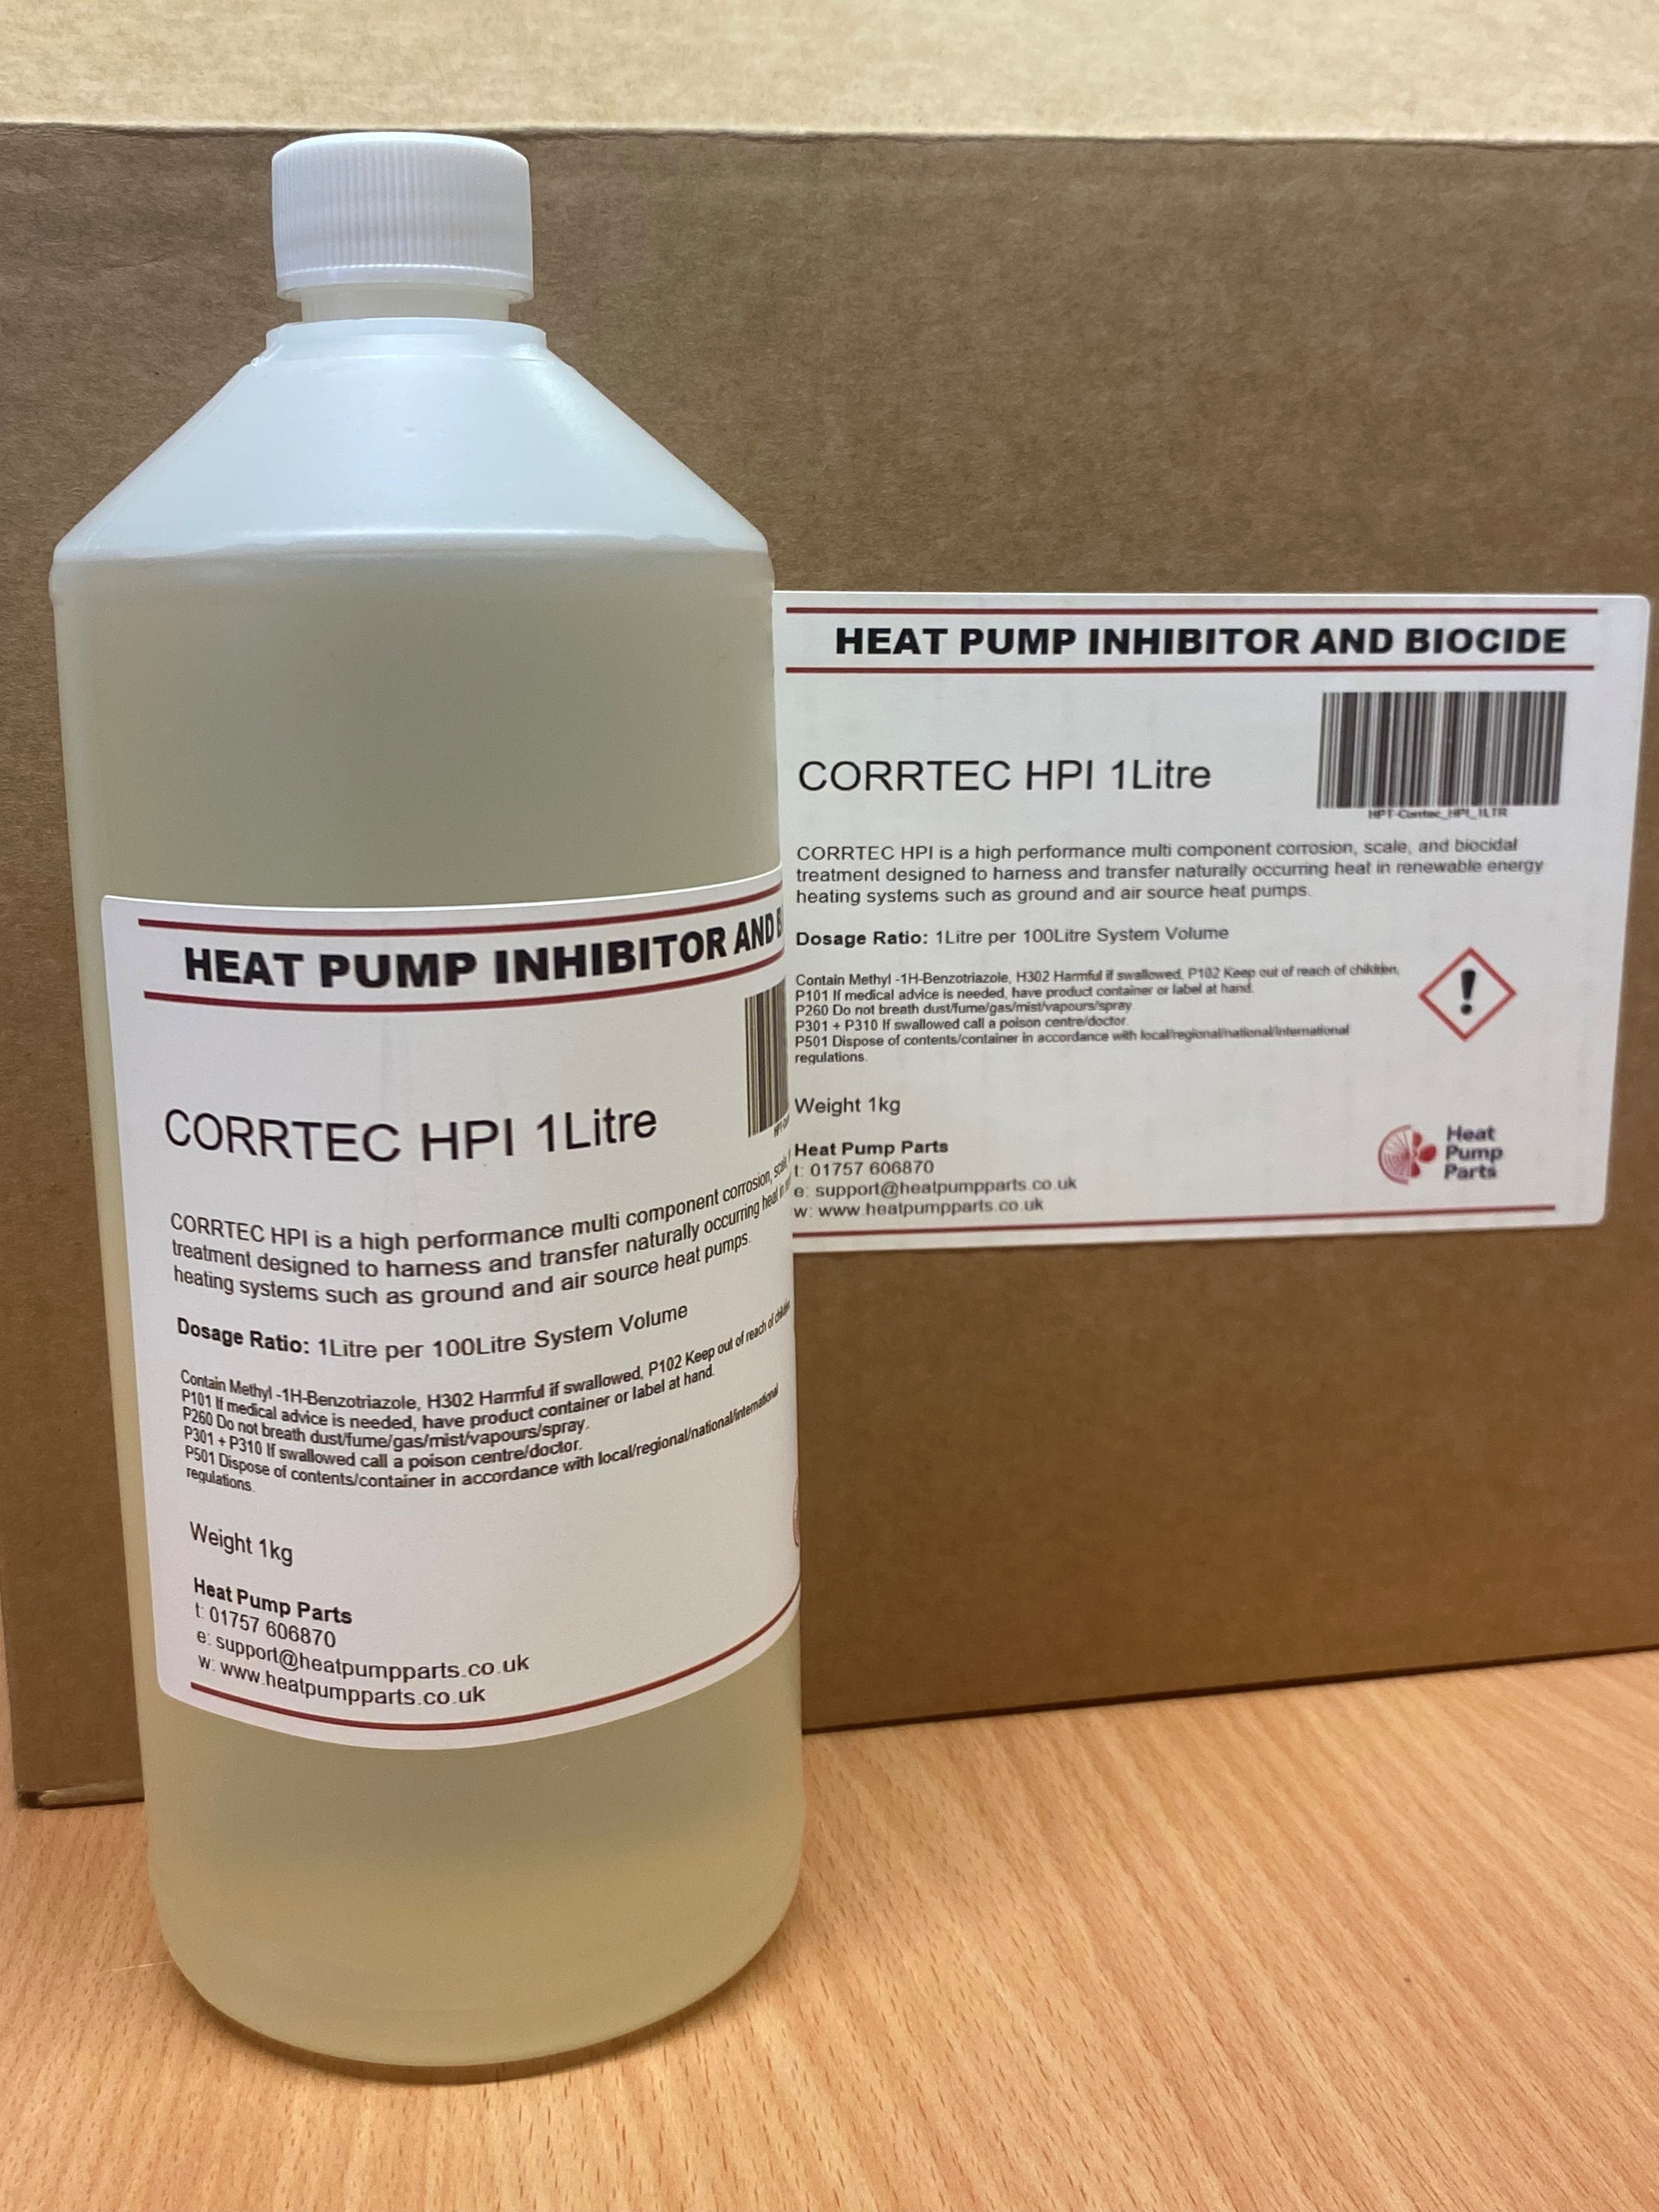 HEAT PUMP INHIBITOR AND
CORRTEC HPI 1Litre
CORRTEC HPI is a high performance multi component corrosion,
treatment designed to harness and transfer naturally occurring heat in
heating systems such as ground and air source heat pumps.
Dosage Ratio: 1Litre per 100Litre System Volume
Contain Methyl -1H-Benzotriazole, H302 Harmful if swallowed, P102 Keep out of reach of children
P101 If medical advice is needed, have product container or label at hand.
P260 Do not breath dust/fume/gas/mist/vapours/spray.
P301 + P310 If swallowed call a poison centre/doctor.
P501 Dispose of contents/container in accordance with local/regional/national/international
regulations.
Weight 1kg
Heat Pump Parts
t: 01757 606870
e: support@heatpumpparts.co.uk
w: www.heatpumpparts.co.uk
HEAT PUMP INHIBITOR AND BIOCIDE
CORRTEC HPI 1Litre
HPT-Corrtec_HPI_1LTR
CORRTEC HPI is a high performance multi component corrosion, scale, and biocidal
treatment designed to harness and transfer naturally occurring heat in renewable energy
heating systems such as ground and air source heat pumps.
Dosage Ratio: 1Litre per 100Litre System Volume
Contain Methyl -1H-Benzotriazole, H302 Harmful if swallowed, P102 Keep out of reach of children,
P101 If medical advice is needed, have product container or label at hand.
P260 Do not breath dust/fume/gas/mist/vapours/spray
P301 + P310 If swallowed call a poison centre/doctor.
P501 Dispose of contents/container in accordance with local/regional/national/international
regulations.
Weight 1kg
Heat Pump Parts
t: 01757 606870
e: support@heatpumpparts.co.uk
w: www.heatpumpparts.co.uk
Heat
Pump
Parts